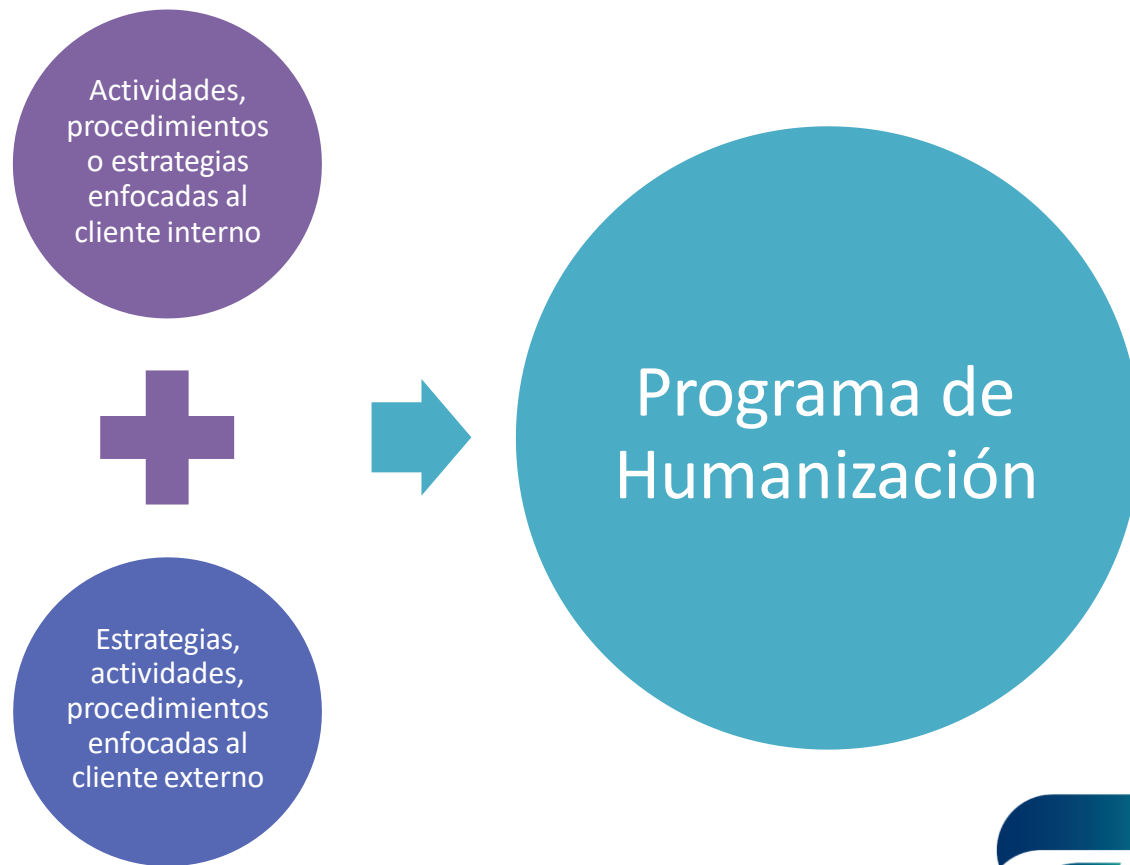 Actividades,
procedimientos
o estrategias
enfocadas al
cliente interno
Estrategias,
actividades,
procedimientos
enfocadas al
cliente externo
Programa de
Humanización